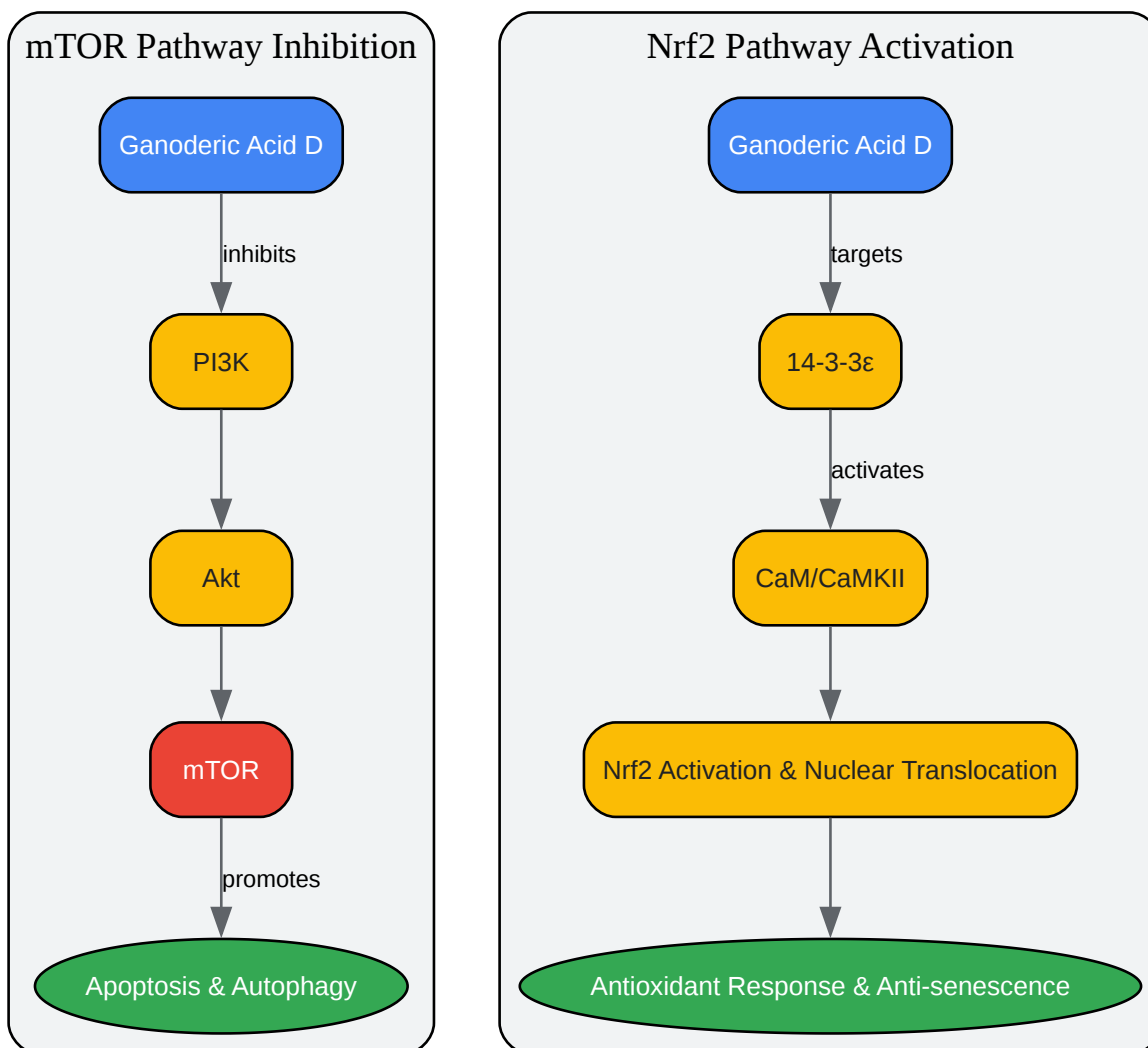 mTOR Pathway Inhibition
Ganoderic Acid D
inhibits
PI3K
Akt
mTOR
promotes
Apoptosis & Autophagy
Nrf2 Pathway Activation
Ganoderic Acid D
targets
14-3-3ε
activates
CaM/CaMKII
Nrf2 Activation & Nuclear Translocation
Antioxidant Response & Anti-senescence